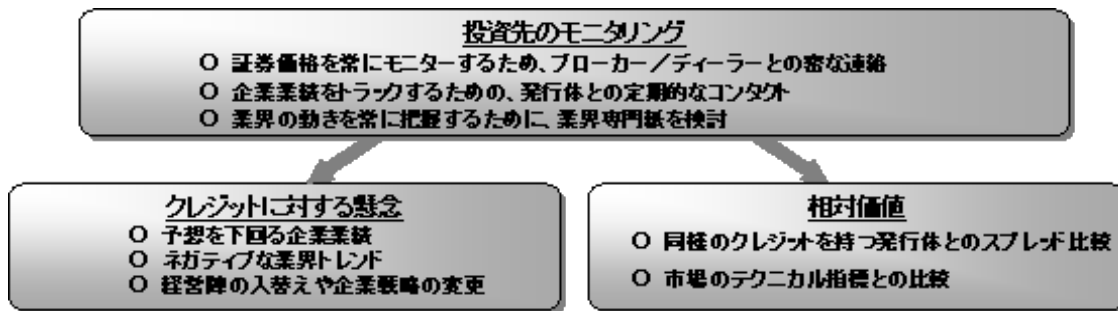 投資先のモニタリング
○ 証券価格を常にモニターするため、ブローカー／ディーラーとの密な連絡
○ 企業業績をトラックするための、発行体との定期的なコンタクト
○ 業界の動きを常に把握するために、業界専門紙を検討
クレジットに対する懸念
○ 予想を下回る企業業績
○ ネガティブな業界トレンド
○ 経営陣の入替えや企業戦略の変更
相対価値
○ 同様のクレジットを持つ発行体とのスプレッド比較
○ 市場のテクニカル指標との比較